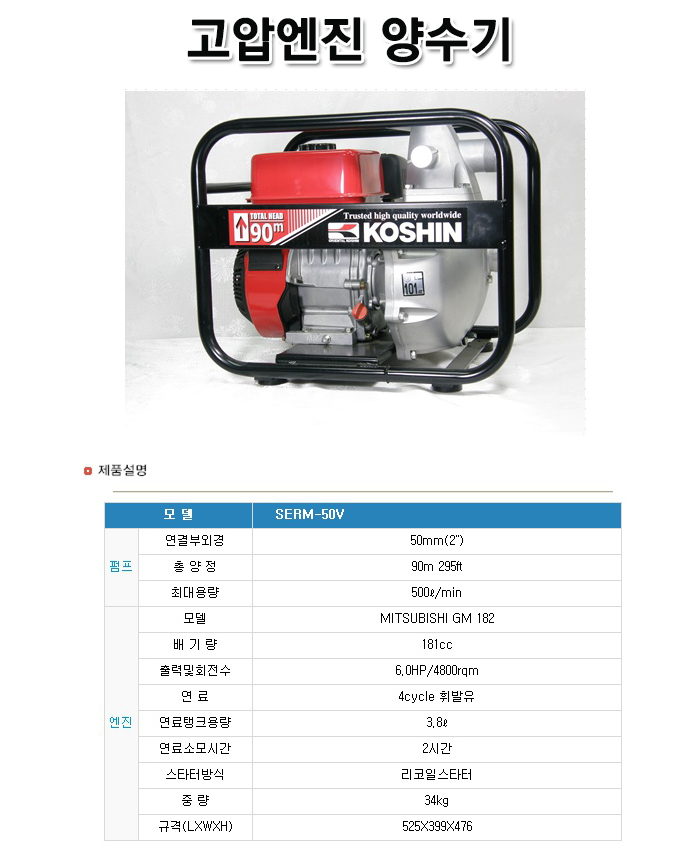 고압엔진 양수기
TOTAL HEAD
90m
Trusted high quality worldwide
KOSHIN
101
제품설명
모 델 SERM-50V
펌프
연결부외경 50mm(2")
총 양 정 90m 295ft
최대용량 500ℓ/min
엔진
모델 MITSUBISHI GM 182
배 기 량 181cc
출력및회전수 6.0HP/4800rqm
연 료 4cycle 휘발유
연료탱크용량 3.8ℓ
연료소모시간 2시간
스타터방식 리코일스타터
중 량 34kg
규격(LXWXH) 525X399X476